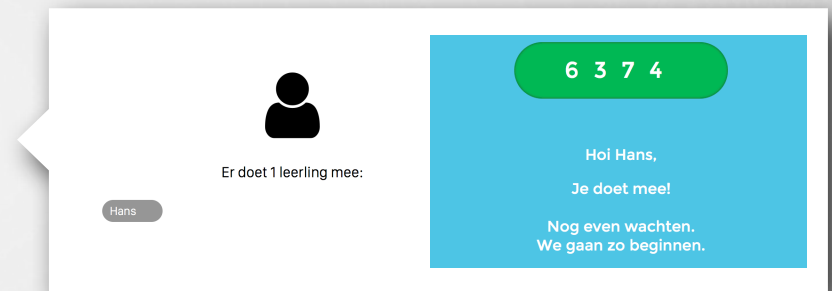 Er doet 1 leerling mee:
Hans
6 3 7 4
Hoi Hans,
Je doet mee!
Nog even wachten.
We gaan zo beginnen.